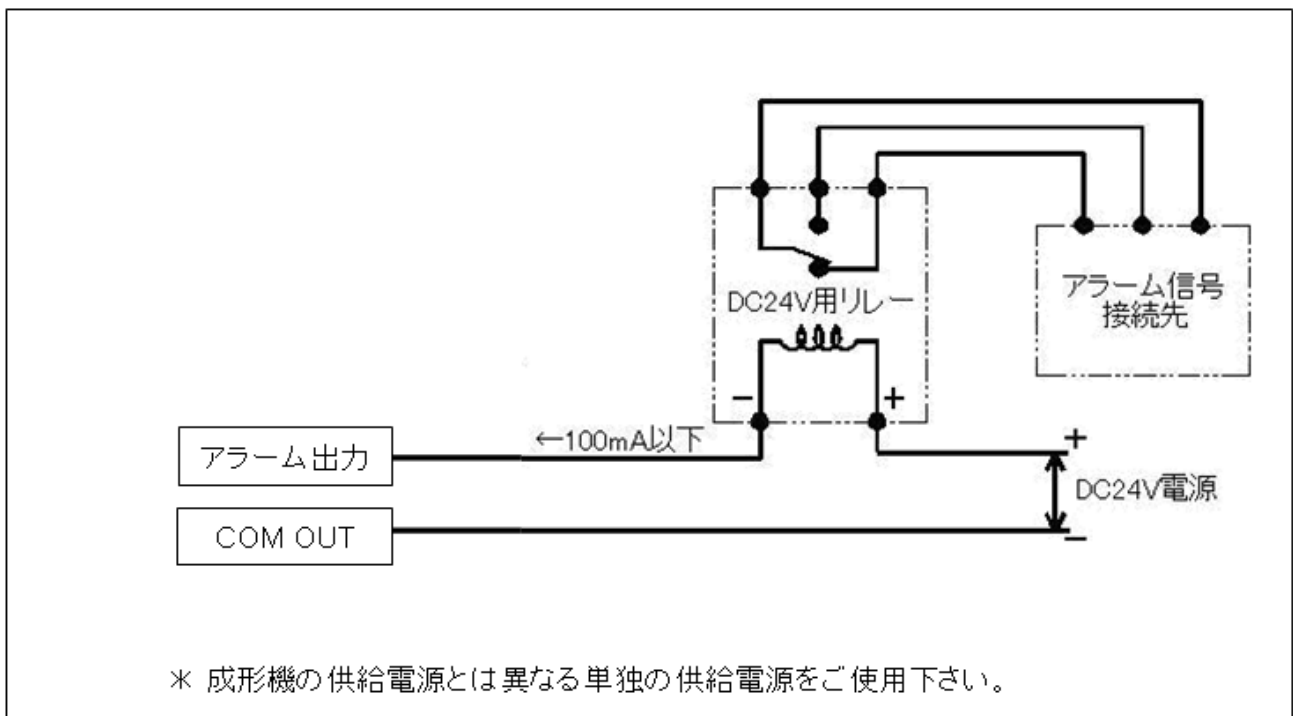 DC24V用リレー
アラーム信号
接続先
−
+
←100mA以下
アラーム出力
+
DC24V電源
COM OUT
−
＊ 成形機の供給電源とは異なる単独の供給電源をご使用下さい。